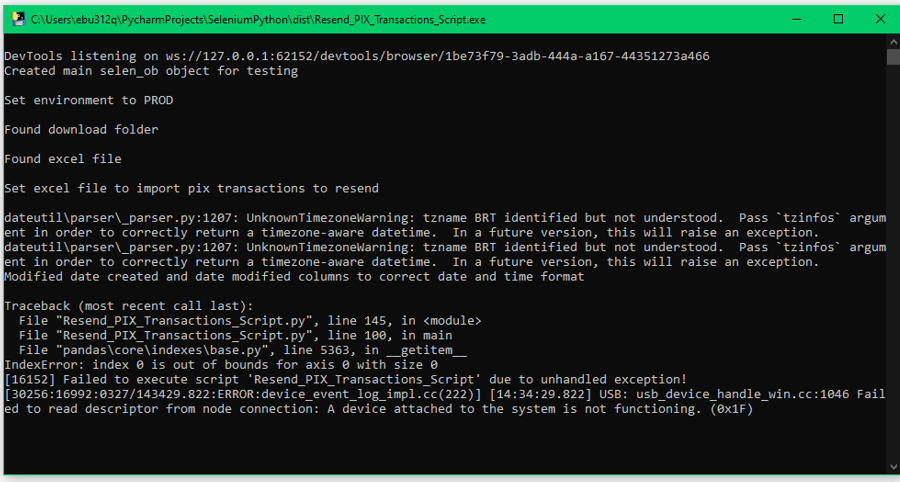 C:\Users\ebu312q\PycharmProjects\SeleniumPython\dist\Resend_PIX_Transactions_Script.exe
DevTools listening on ws://127.0.0.1:62152/devtools/browser/1be73f79-3adb-444a-a167-44351273a466
Created main selen_ob object for testing
Set environment to PROD
Found download folder
Found excel file
Set excel file to import pix transactions to resend
dateutil\parser\_parser.py:1207: UnknownTimezoneWarning: tzname BRT identified but not understood.  Pass `tzinfos` argum
ent in order to correctly return a timezone-aware datetime.  In a future version, this will raise an exception.
dateutil\parser\_parser.py:1207: UnknownTimezoneWarning: tzname BRT identified but not understood.  Pass `tzinfos` argum
ent in order to correctly return a timezone-aware datetime.  In a future version, this will raise an exception.
Modified date created and date modified columns to correct date and time format
Traceback (most recent call last):
  File "Resend_PIX_Transactions_Script.py", line 145, in <module>
  File "Resend_PIX_Transactions_Script.py", line 100, in main
  File "pandas\core\indexes\base.py", line 5363, in __getitem__
IndexError: index 0 is out of bounds for axis 0 with size 0
[16152] Failed to execute script 'Resend_PIX_Transactions_Script' due to unhandled exception!
[30256:16992:0327/143429.822:ERROR:device_event_log_impl.cc(222)] [14:34:29.822] USB: usb_device_handle_win.cc:1046 Fail
ed to read descriptor from node connection: A device attached to the system is not functioning. (0x1F)